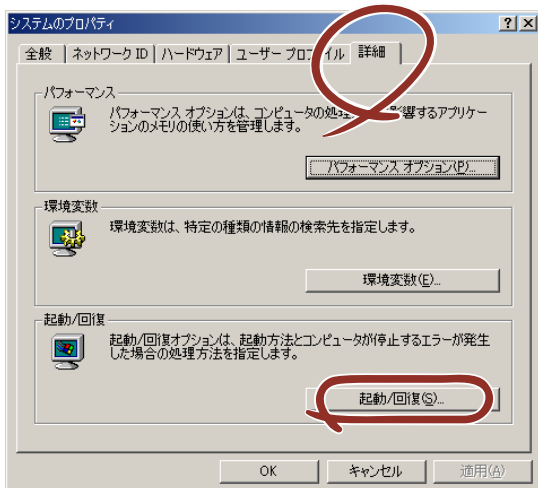 システムのプロパティ
全般 ネットワーク ID ハードウェア ユーザー プロファイル 詳細
パフォーマンス
パフォーマンス オプションは、コンピュータの処理 影響するアプリケー
ションのメモリの使い方を管理します。
パフォーマンス オプション(P)...
環境変数
環境変数は、特定の種類の情報の検索先を指定します。
環境変数(E)...
起動/回復
起動/回復オプションは、起動方法とコンピュータが停止するエラーが発生
した場合の処理方法を指定します。
起動/回復(S)...
OK キャンセル 適用(A)